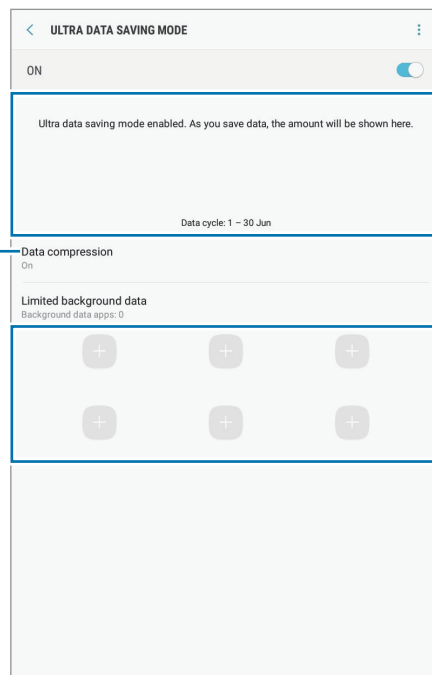 ULTRA DATA SAVING MODE
ON
Ultra data saving mode enabled. As you save data, the amount will be shown here.
Data cycle: 1 – 30 Jun
Data compression
On
Limited background data
Background data apps: 0